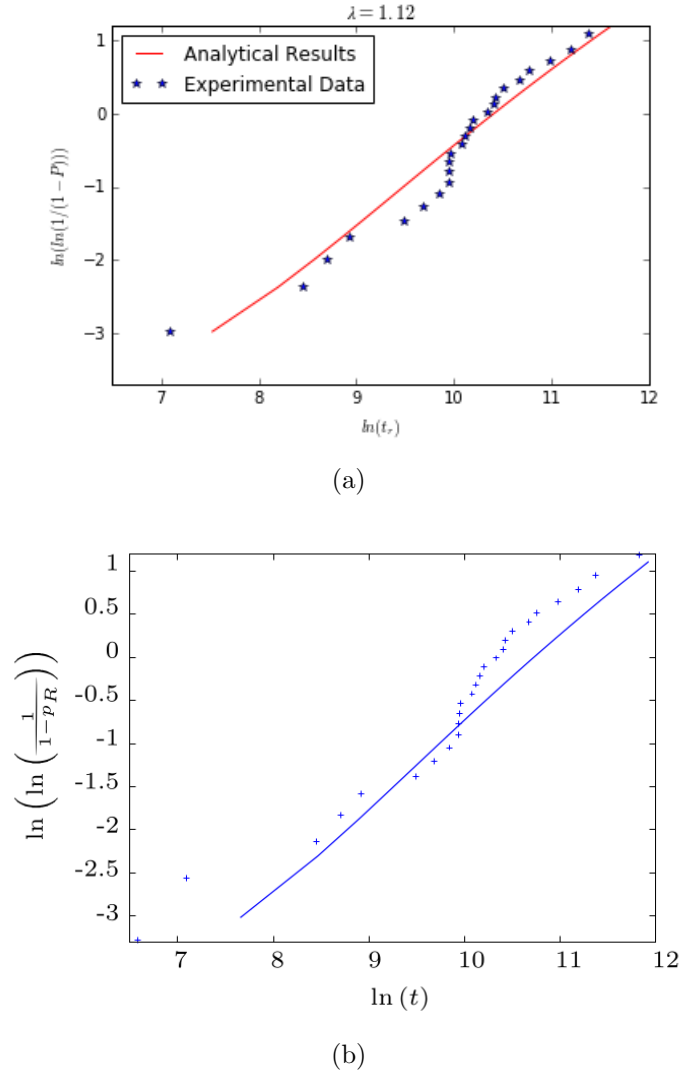 λ = 1.12
Analytical Results
Experimental Data
1
0
−1
−2
−3
ln(ln(1/(1 − P)))
7 8 9 10 11 12
ln(t_r)
(a)
1
0.5
0
-0.5
-1
-1.5
-2
-2.5
-3
ln (ln (1/(1−p_R)))
7 8 9 10 11 12
ln (t)
(b)